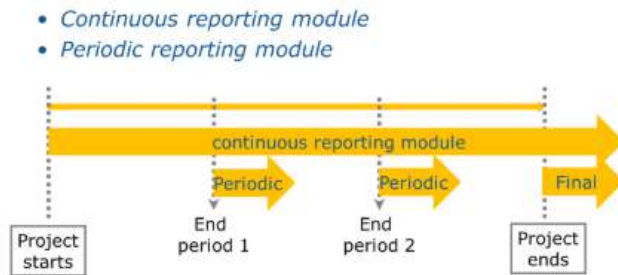 • Continuous reporting module
• Periodic reporting module
continuous reporting module
Periodic
Periodic
Final
End
period 1
End
period 2
Project
starts
Project
ends